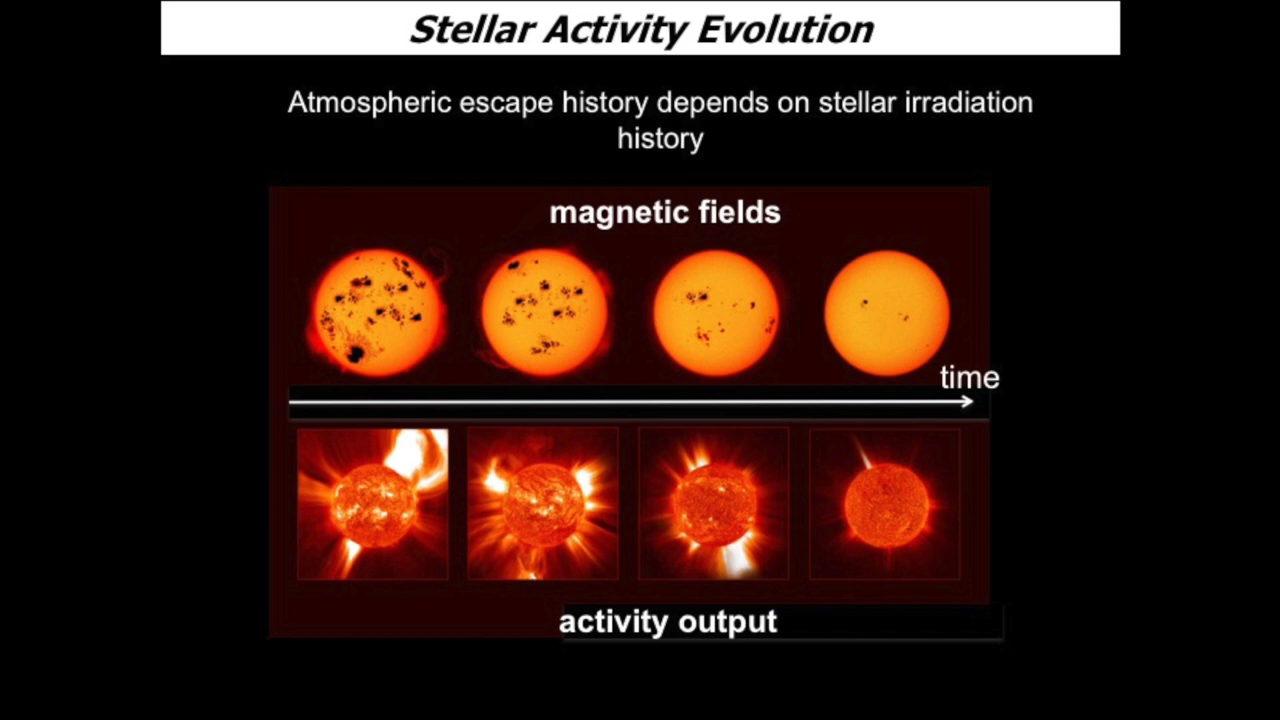 Stellar Activity Evolution
Atmospheric escape history depends on stellar irradiation
history
magnetic fields
time
activity output